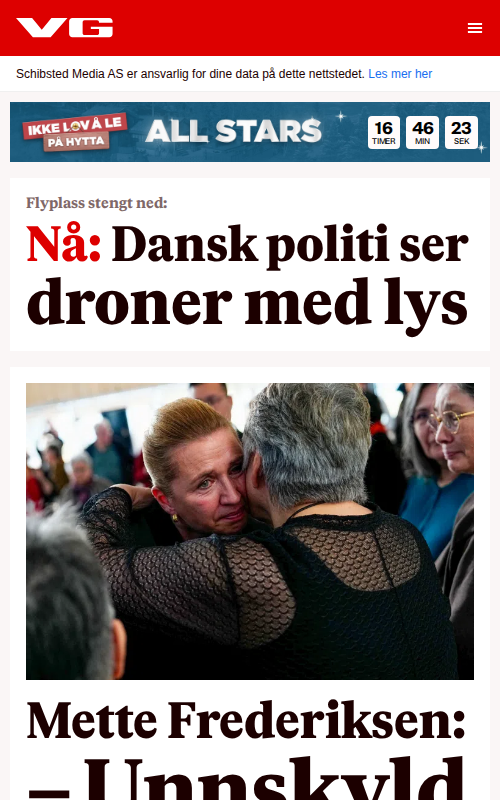 VG
Schibsted Media AS er ansvarlig for dine data på dette nettstedet. Les mer her
IKKE LOV Å LE
PÅ HYTTA
ALL STARS
16
TIMER
46
MIN
23
SEK
Flyplass stengt ned:
Nå: Dansk politi ser
droner med lys
Mette Frederiksen:
– Unnskyld